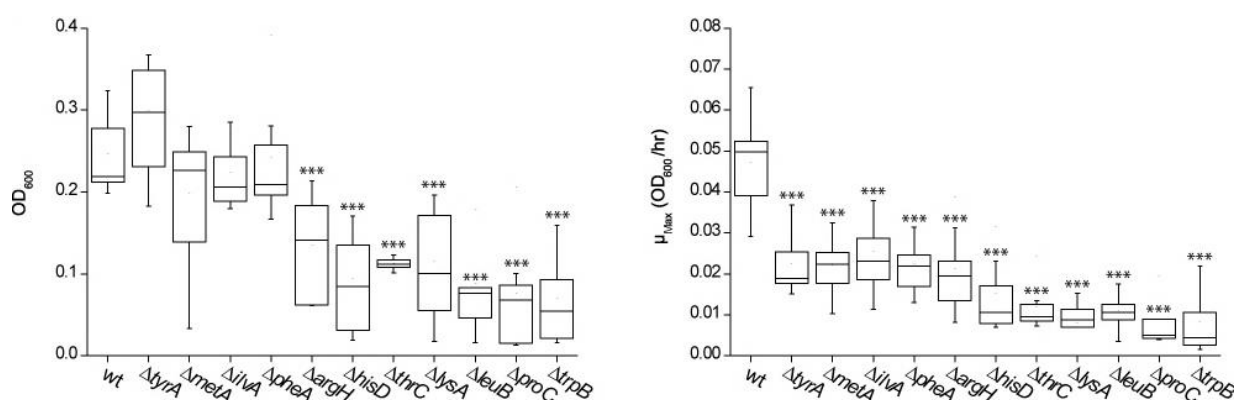 OD600
0.4
0.3
0.2
0.1
0.0
***
***
***
***
***
***
***
wt
ΔtyrA
ΔmetA
ΔilvA
ΔpheA
ΔargH
ΔhisD
ΔthrC
ΔlysA
ΔleuB
ΔproC
ΔtrpB
μMax (OD600/hr)
0.08
0.07
0.06
0.05
0.04
0.03
0.02
0.01
0.00
***
***
***
***
***
***
***
***
***
***
***
wt
ΔtyrA
ΔmetA
ΔilvA
ΔpheA
ΔargH
ΔhisD
ΔthrC
ΔlysA
ΔleuB
ΔproC
ΔtrpB